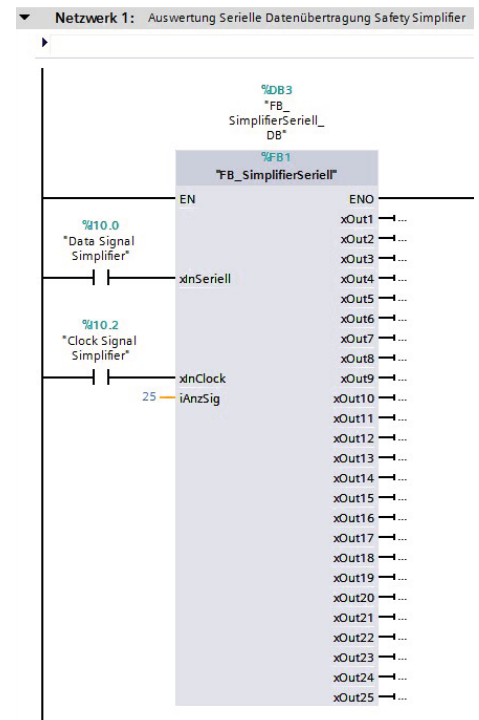 Netzwerk 1: Auswertung Serielle Datenübertragung Safety Simplifier
%DB3
"FB_
SimplifierSeriell_
DB"
%FB1
"FB_SimplifierSeriell"
EN ENO
xOut1 ...
%I10.0 xOut2 ...
"Data Signal
Simplifier" xOut3 ...
xInSeriell xOut4 ...
xOut5 ...
xOut6 ...
%I10.2
"Clock Signal xOut7 ...
Simplifier" xOut8 ...
xInClock xOut9 ...
25 iAnzSig xOut10 ...
xOut11 ...
xOut12 ...
xOut13 ...
xOut14 ...
xOut15 ...
xOut16 ...
xOut17 ...
xOut18 ...
xOut19 ...
xOut20 ...
xOut21 ...
xOut22 ...
xOut23 ...
xOut24 ...
xOut25 ...